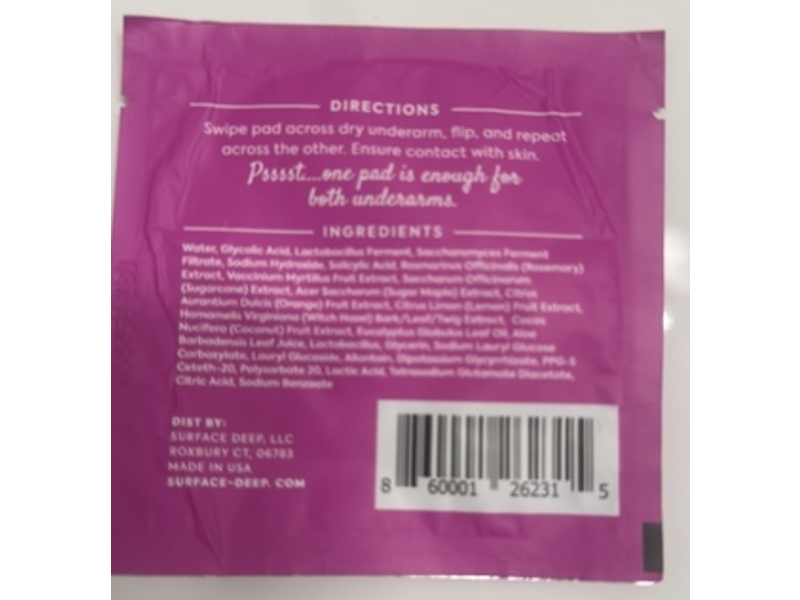 DIRECTIONS
Swipe pad across dry underarm, flip, and repeat
across the other. Ensure contact with skin.
Psssst....one pad is enough for
both underarms.
INGREDIENTS
Water, Glycolic Acid, Lactobacillus Ferment, Saccharomyces Ferment
Filtrate, Sodium Hydroxide, Salicylic Acid, Rosmarinus Officinalis (Rosemary)
Extract, Vaccinium Myrtillus Fruit Extract, Saccharum Officinarum
(Sugarcane) Extract, Acer Saccharum (Sugar Maple) Extract, Citrus
Aurantium Dulcis (Orange) Fruit Extract, Citrus Limon (Lemon) Fruit Extract,
Hamamelis Virginiana (Witch Hazel) Bark/Leaf/Twig Extract, Cocos
Nucifera (Coconut) Fruit Extract, Eucalyptus Globulus Leaf Oil, Aloe
Barbadensis Leaf Juice, Lactobacillus, Glycerin, Sodium Lauryl Glucose
Carboxylate, Lauryl Glucoside, Allantoin, Dipotassium Glycyrrhizate, PPG-5
Ceteth-20, Polysorbate 20, Lactic Acid, Tetrasodium Glutamate Diacetate,
Citric Acid, Sodium Benzoate
DIST BY:
SURFACE DEEP, LLC
ROXBURY CT, 06783
MADE IN USA
SURFACE-DEEP.COM
8 60001 26231 5